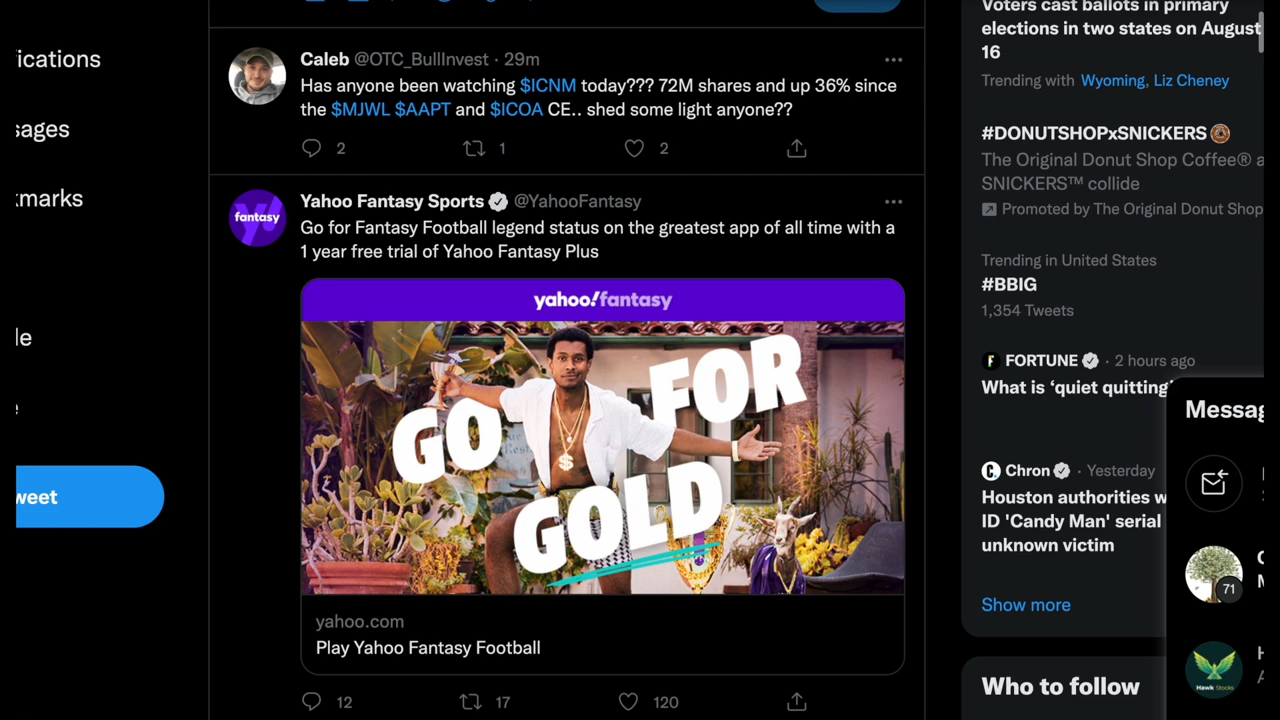 ications
sages
kmarks
le
weet
Caleb @OTC_BullInvest · 29m
Has anyone been watching $ICNM today??? 72M shares and up 36% since
the $MJWL $AAPT and $ICOA CE.. shed some light anyone??
2 1 2
Yahoo Fantasy Sports @YahooFantasy
fantasy
Go for Fantasy Football legend status on the greatest app of all time with a
1 year free trial of Yahoo Fantasy Plus
yahoo!fantasy
GO FOR
GOLD
yahoo.com
Play Yahoo Fantasy Football
12 17 120
Voters cast ballots in primary
elections in two states on August
16
Trending with Wyoming, Liz Cheney
#DONUTSHOPxSNICKERS
The Original Donut Shop Coffee® a
SNICKERS™ collide
Promoted by The Original Donut Shop
Trending in United States
#BBIG
1,354 Tweets
FORTUNE · 2 hours ago
What is ‘quiet quitting’
Chron · Yesterday
Houston authorities w
ID 'Candy Man' serial
unknown victim
Show more
Who to follow
Messag
71
Hawk Stocks